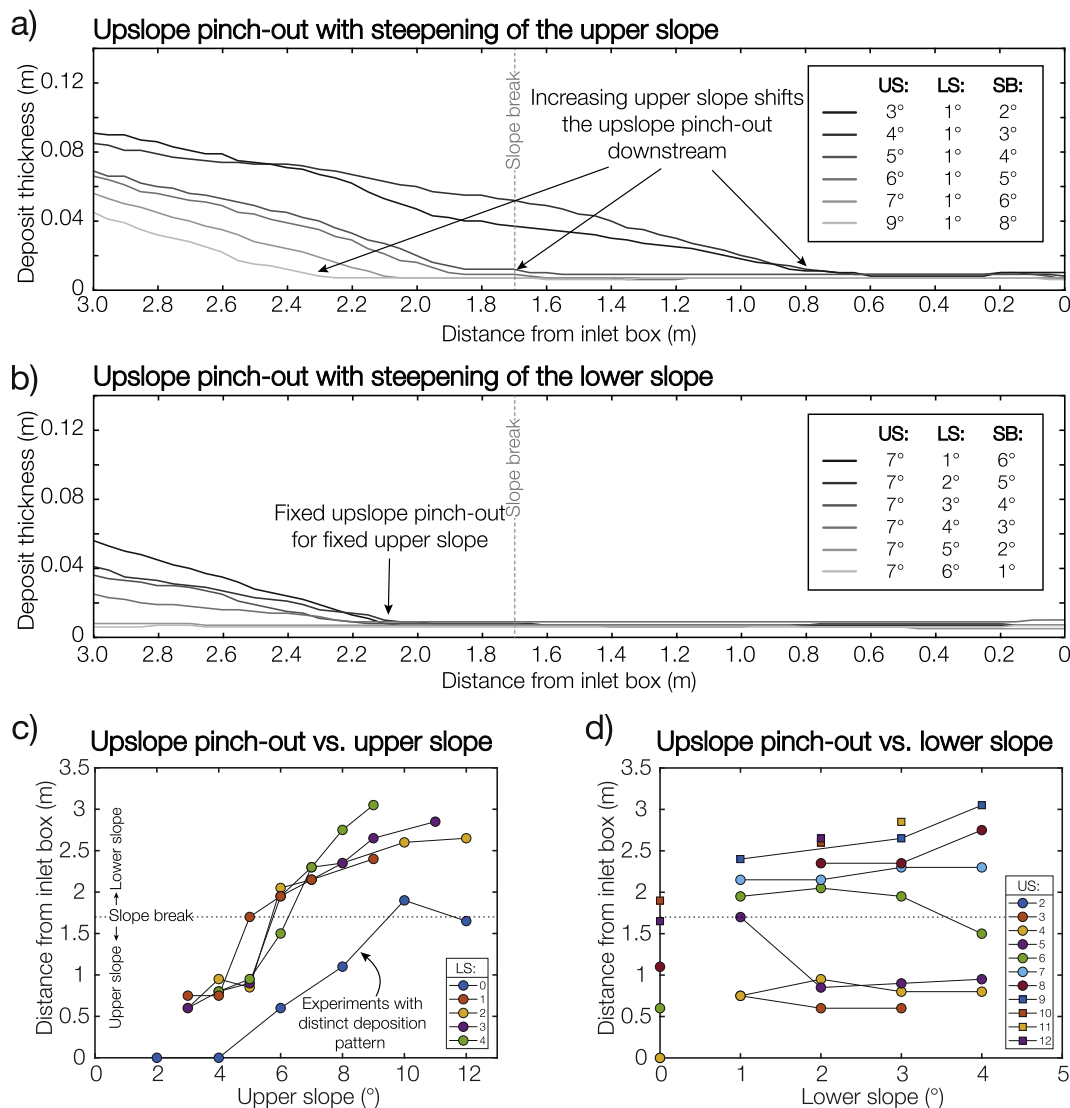 a)
Upslope pinch-out with steepening of the upper slope
Deposit thickness (m)
0.12
0.08
0.04
0
Slope break
Increasing upper slope shifts
the upslope pinch-out
downstream
US: LS: SB:
3° 1° 2°
4° 1° 3°
5° 1° 4°
6° 1° 5°
7° 1° 6°
9° 1° 8°
3.0 2.8 2.6 2.4 2.2 2.0 1.8 1.6 1.4 1.2 1.0 0.8 0.6 0.4 0.2 0
Distance from inlet box (m)
b)
Upslope pinch-out with steepening of the lower slope
Deposit thickness (m)
0.12
0.08
0.04
0
Slope break
Fixed upslope pinch-out
for fixed upper slope
US: LS: SB:
7° 1° 6°
7° 2° 5°
7° 3° 4°
7° 4° 3°
7° 5° 2°
7° 6° 1°
3.0 2.8 2.6 2.4 2.2 2.0 1.8 1.6 1.4 1.2 1.0 0.8 0.6 0.4 0.2 0
Distance from inlet box (m)
c)
Upslope pinch-out vs. upper slope
Distance from inlet box (m)
3.5
3
2.5
2
1.5
1
0.5
0
Upper slope Lower slope
Slope break
Experiments with
distinct deposition
pattern
LS:
0
1
2
3
4
0 2 4 6 8 10 12
Upper slope (°)
d)
Upslope pinch-out vs. lower slope
Distance from inlet box (m)
3.5
3
2.5
2
1.5
1
0.5
0
US:
2
3
4
5
6
7
8
9
10
11
12
0 1 2 3 4 5
Lower slope (°)